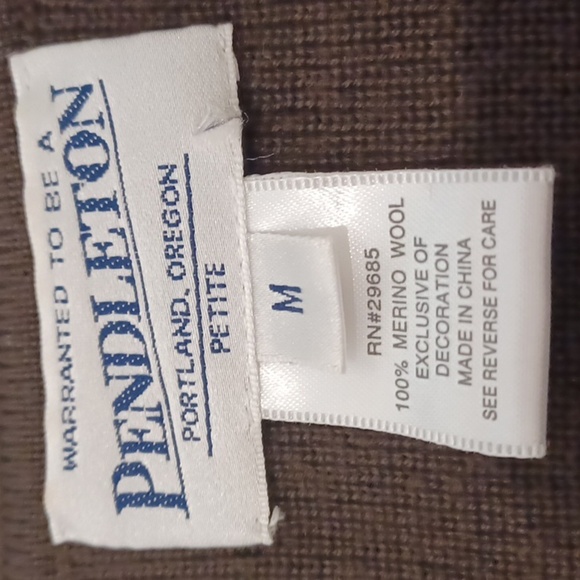 WARRANTED TO BE A
PENDLETON
PORTLAND, OREGON
PETITE
M
RN#29685
100% MERINO WOOL
EXCLUSIVE OF
DECORATION
MADE IN CHINA
SEE REVERSE FOR CARE